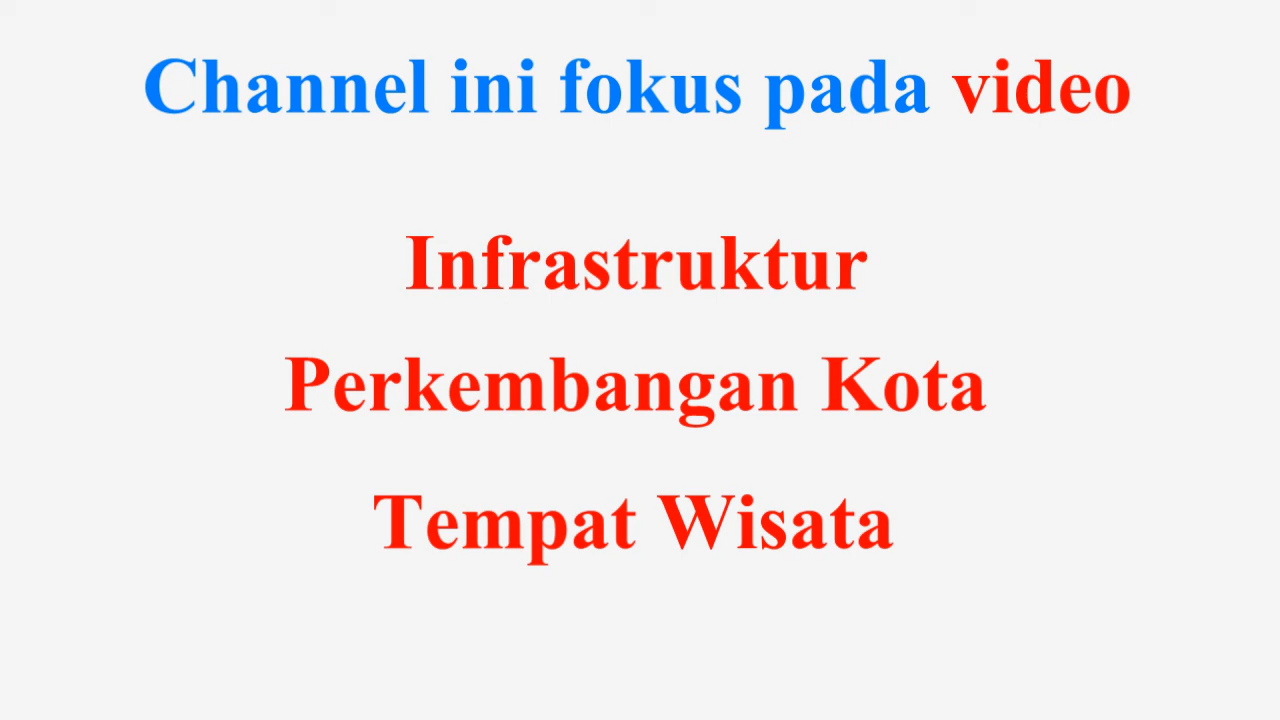 Channel ini fokus pada video
Infrastruktur
Perkembangan Kota
Tempat Wisata